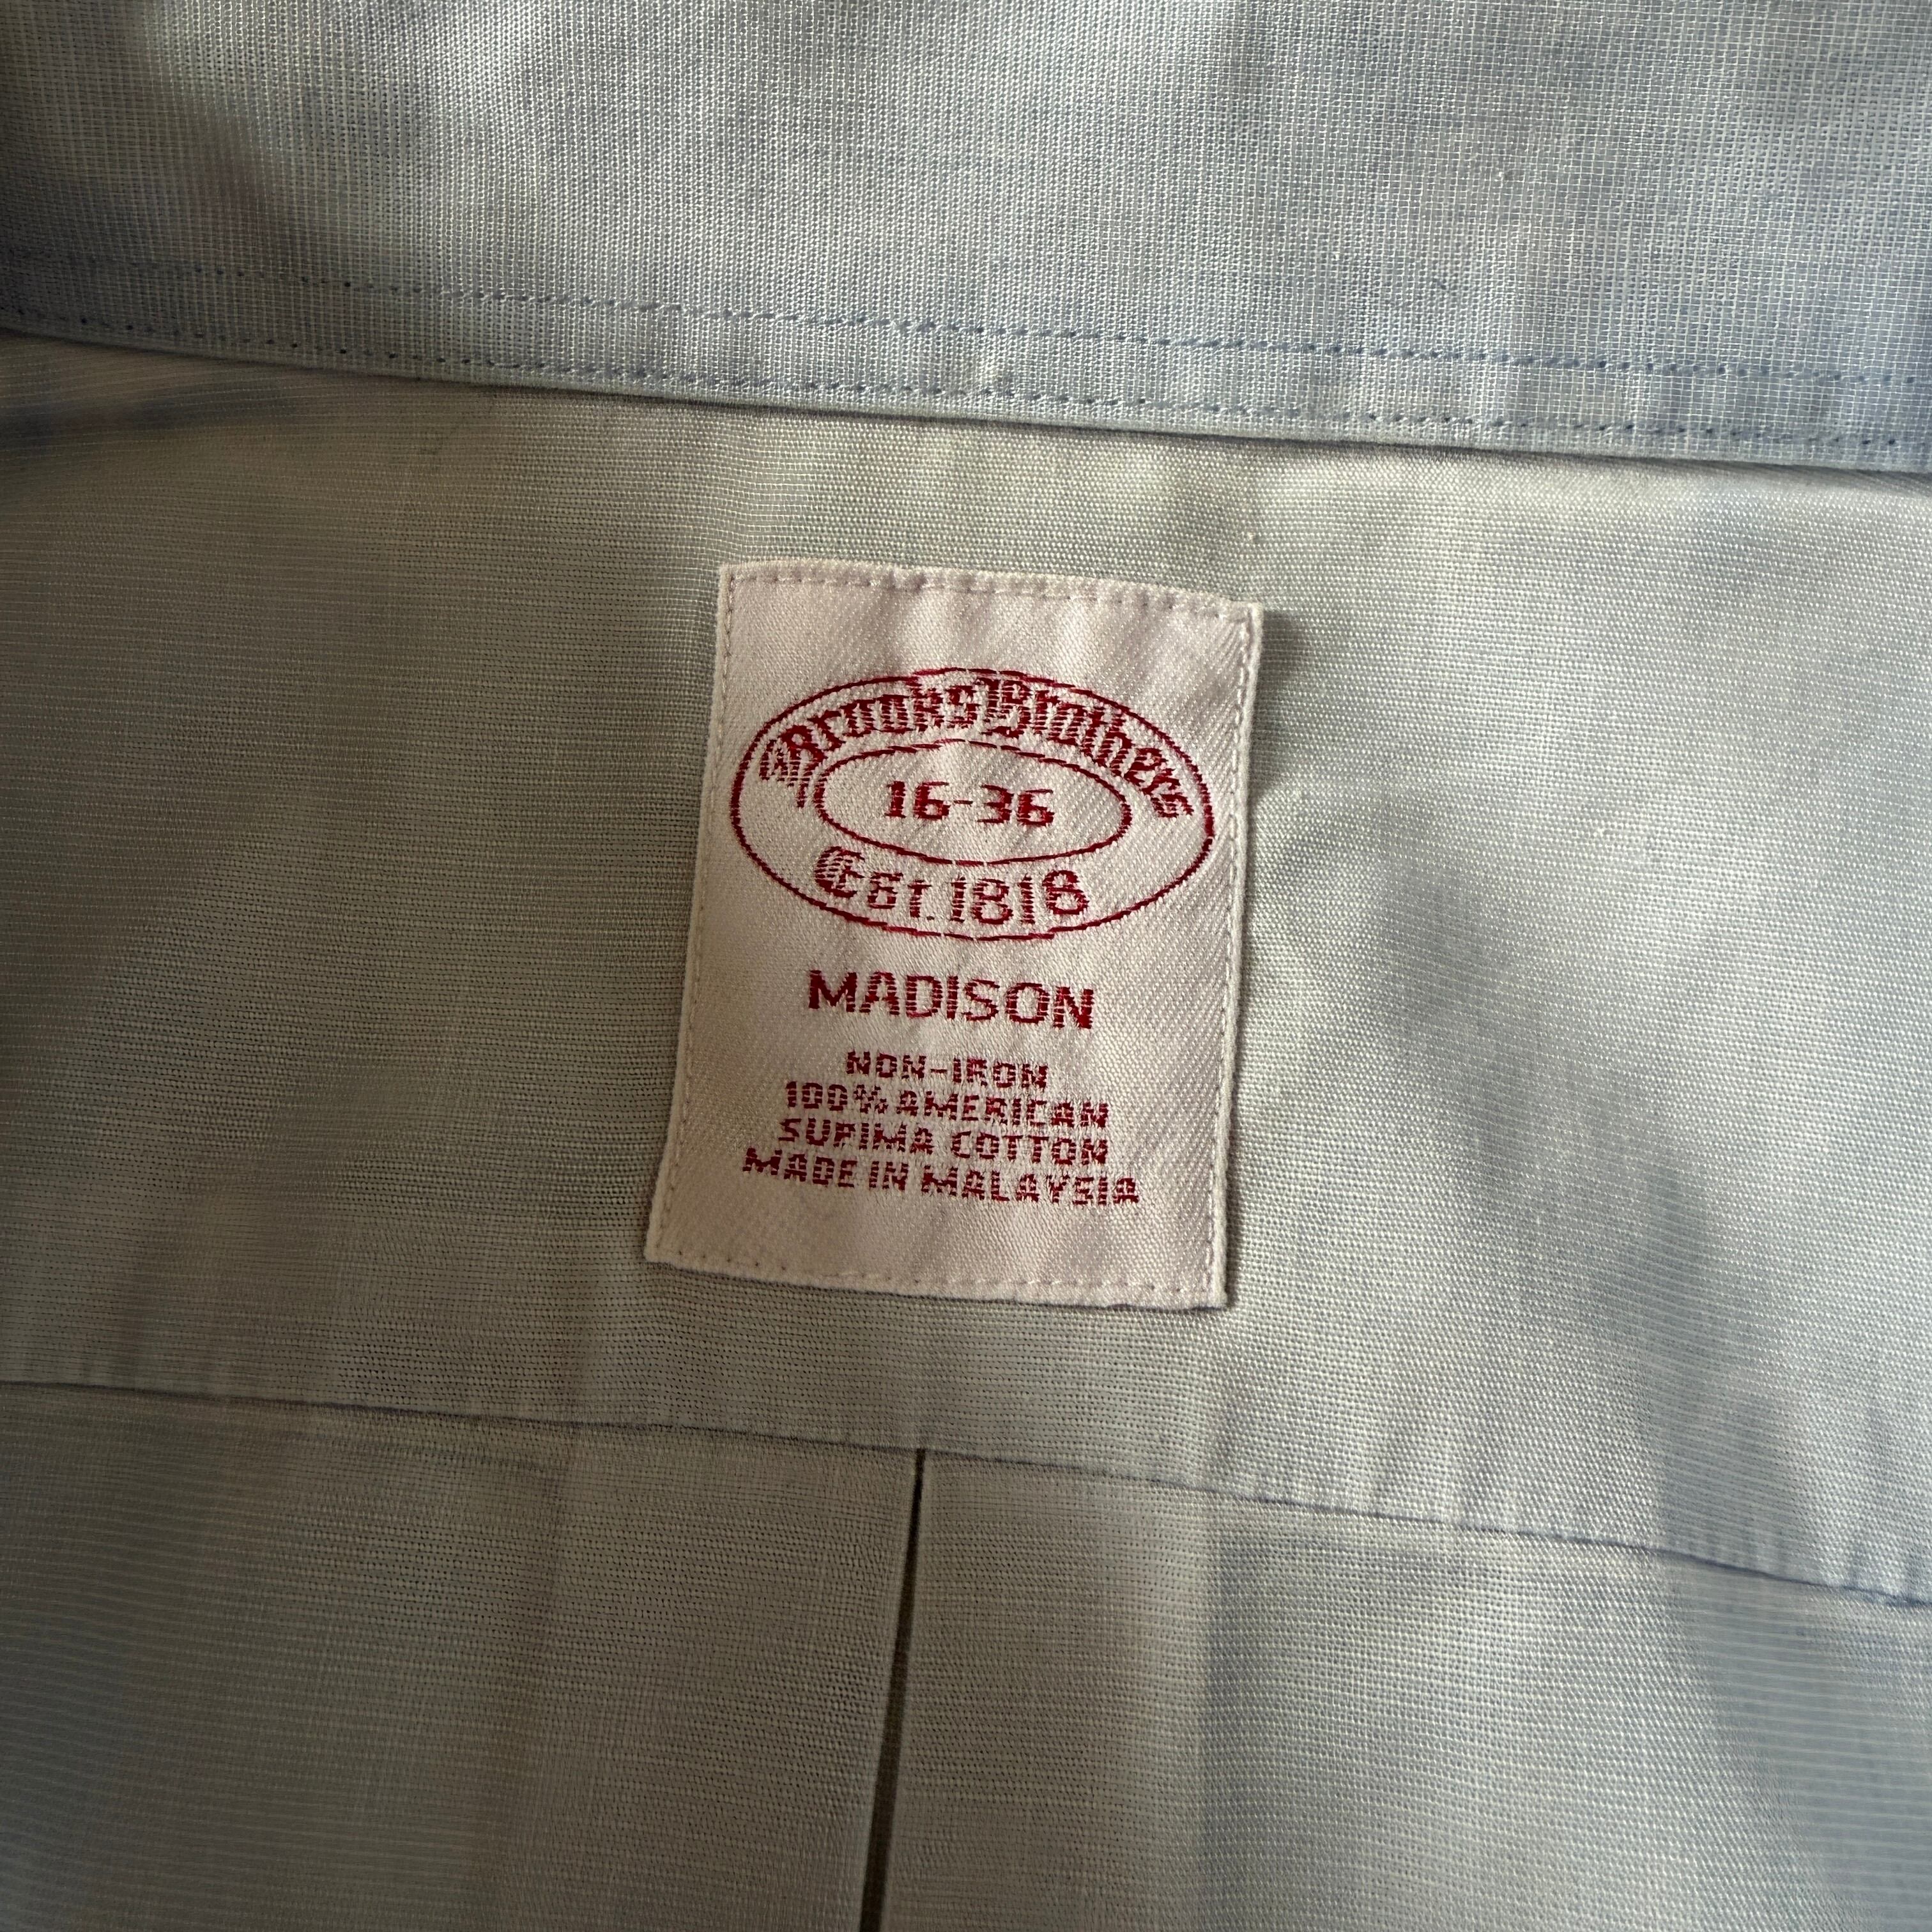 Brooks Brothers
16-36
Est. 1818
MADISON
NON-IRON
100% AMERICAN
SUPIMA COTTON
MADE IN MALAYSIA